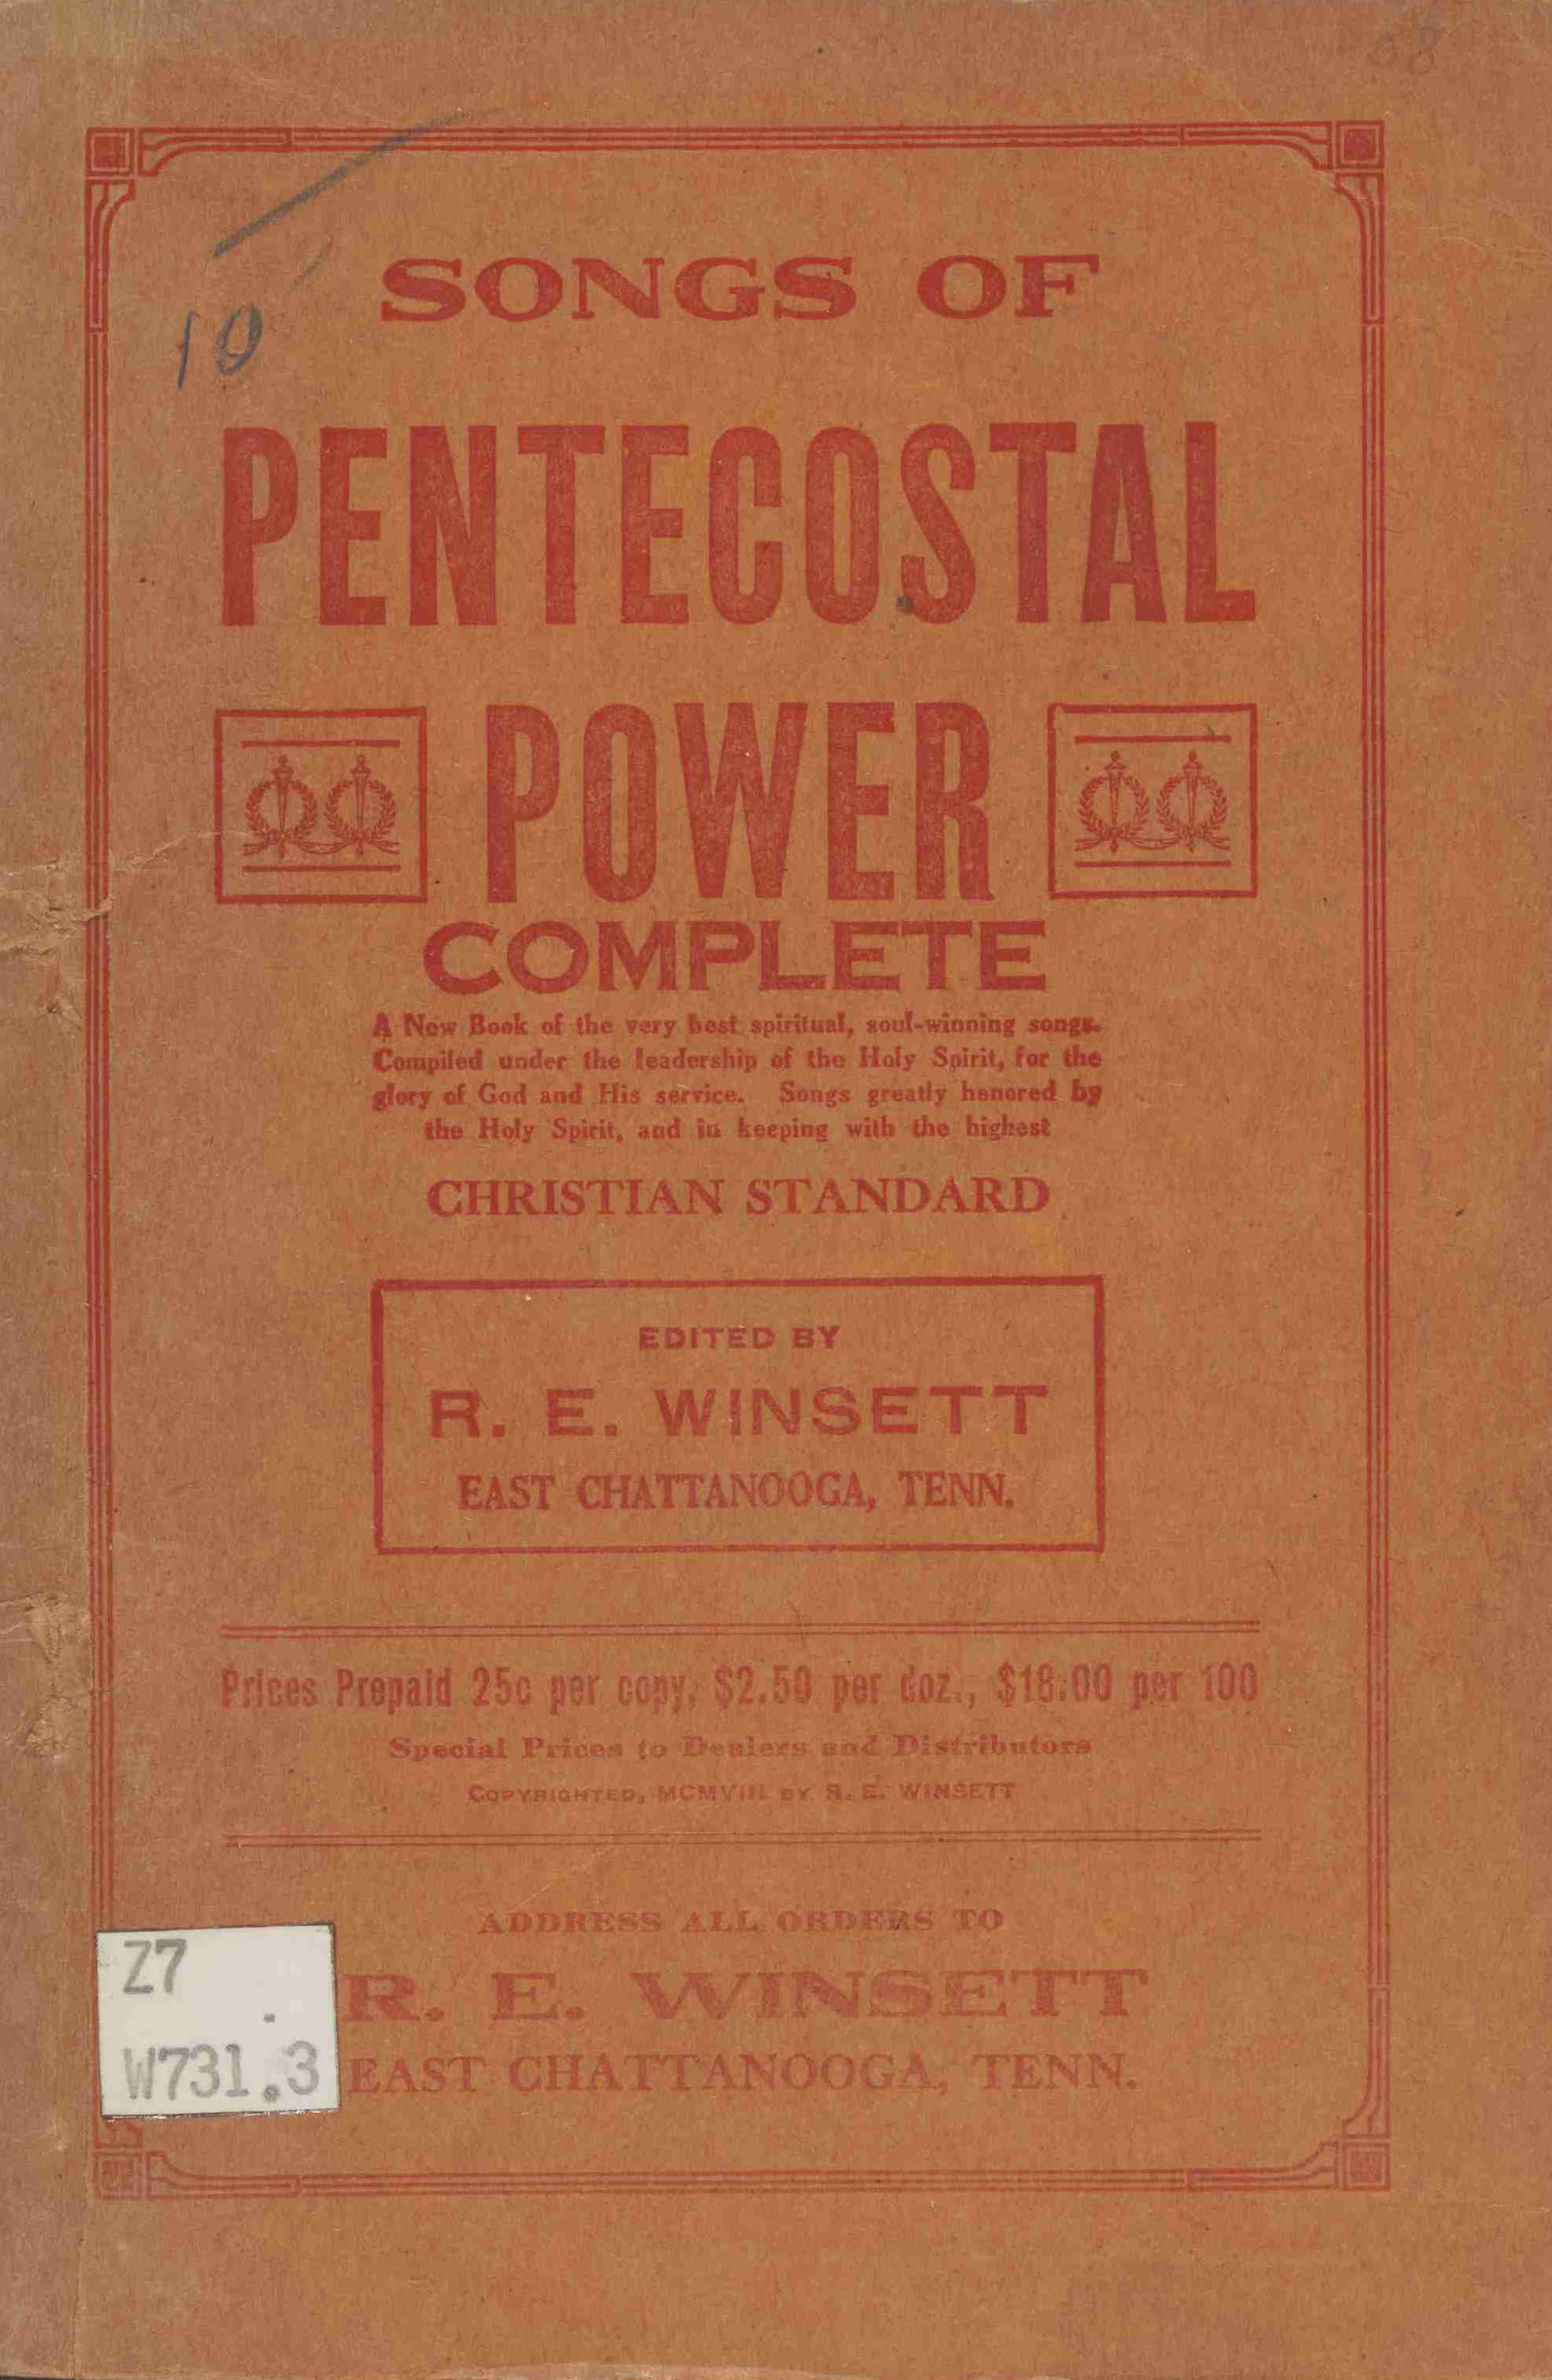 08
10
SONGS OF
PENTECOSTAL
POWER
COMPLETE
A New Book of the very best spiritual, soul-winning songs.
Compiled under the leadership of the Holy Spirit, for the
glory of God and His service. Songs greatly honored by
the Holy Spirit, and in keeping with the highest
CHRISTIAN STANDARD
EDITED BY
R. E. WINSETT
EAST CHATTANOOGA, TENN.
Prices Prepaid 25c per copy, $2.50 per doz., $18.00 per 100
Special Prices to Dealers and Distributors
COPYRIGHTED, MCMVIII BY R. E. WINSETT
ADDRESS ALL ORDERS TO
R. E. WINSETT
EAST CHATTANOOGA, TENN.
Z7
W731.3